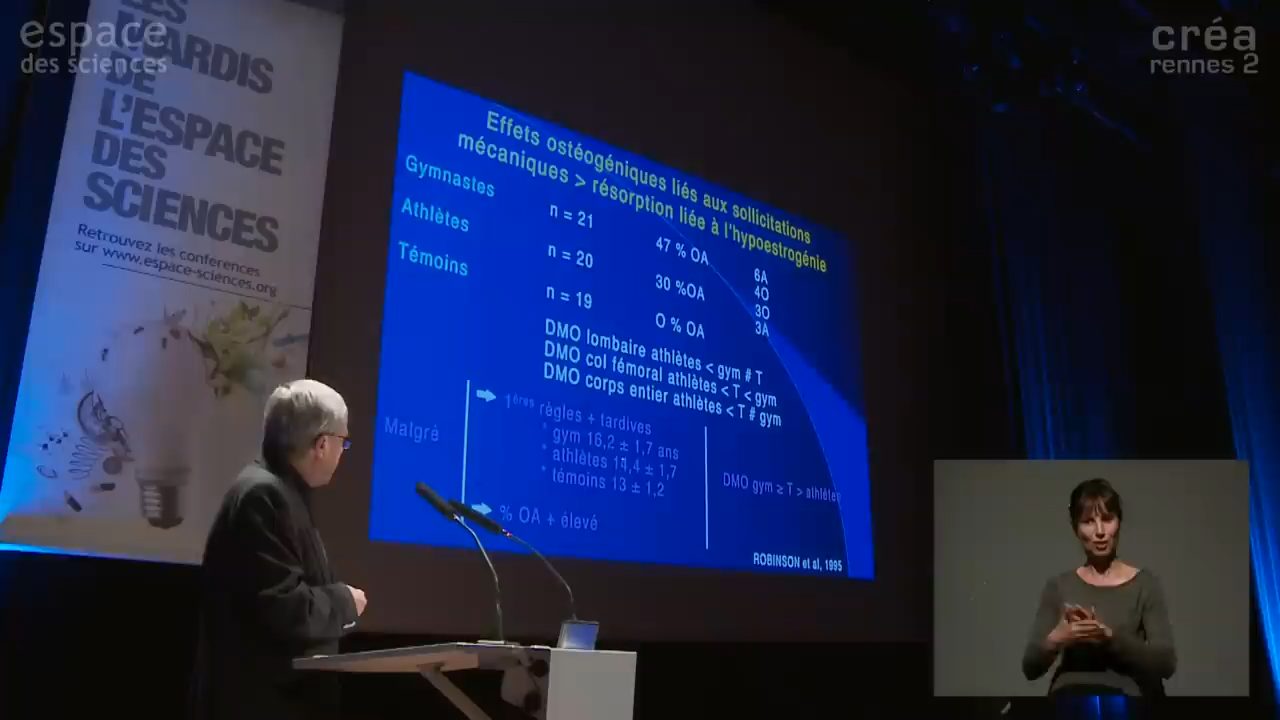 espace
des sciences
créa
rennes 2
LES
MARDIS
DE
L'ESPACE
DES
SCIENCES
Retrouvez les conferences
sur www.espace-sciences.org
Effets ostéogéniques liés aux sollicitations
mécaniques > résorption liée à l'hypoestrogénie
Gymnastes n = 21 47 % OA 6A
4O
Athlètes n = 20 30 %OA 3O
3A
Témoins n = 19 O % OA
DMO lombaire athlètes < gym # T
DMO col fémoral athlètes < T < gym
DMO corps entier athlètes < T # gym
Malgré
1ères règles + tardives
* gym 16,2 ± 1,7 ans
* athlètes 14,4 ± 1,7
* témoins 13 ± 1,2
% OA + élevé
DMO gym ≥ T > athlètes
ROBINSON et al, 1995